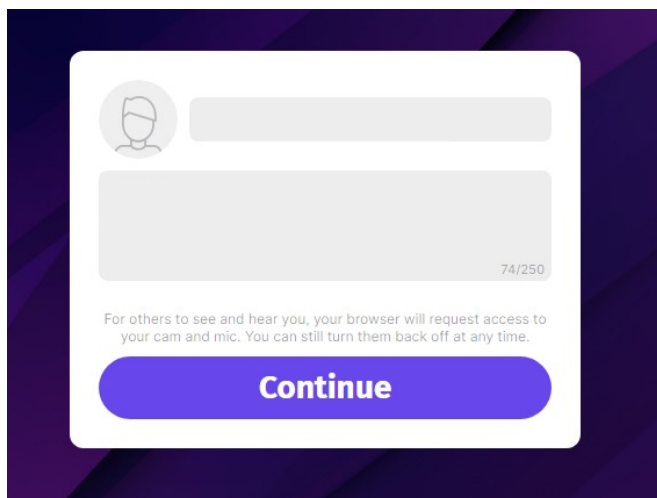 74/250
For others to see and hear you, your browser will request access to
your cam and mic. You can still turn them back off at any time.
Continue